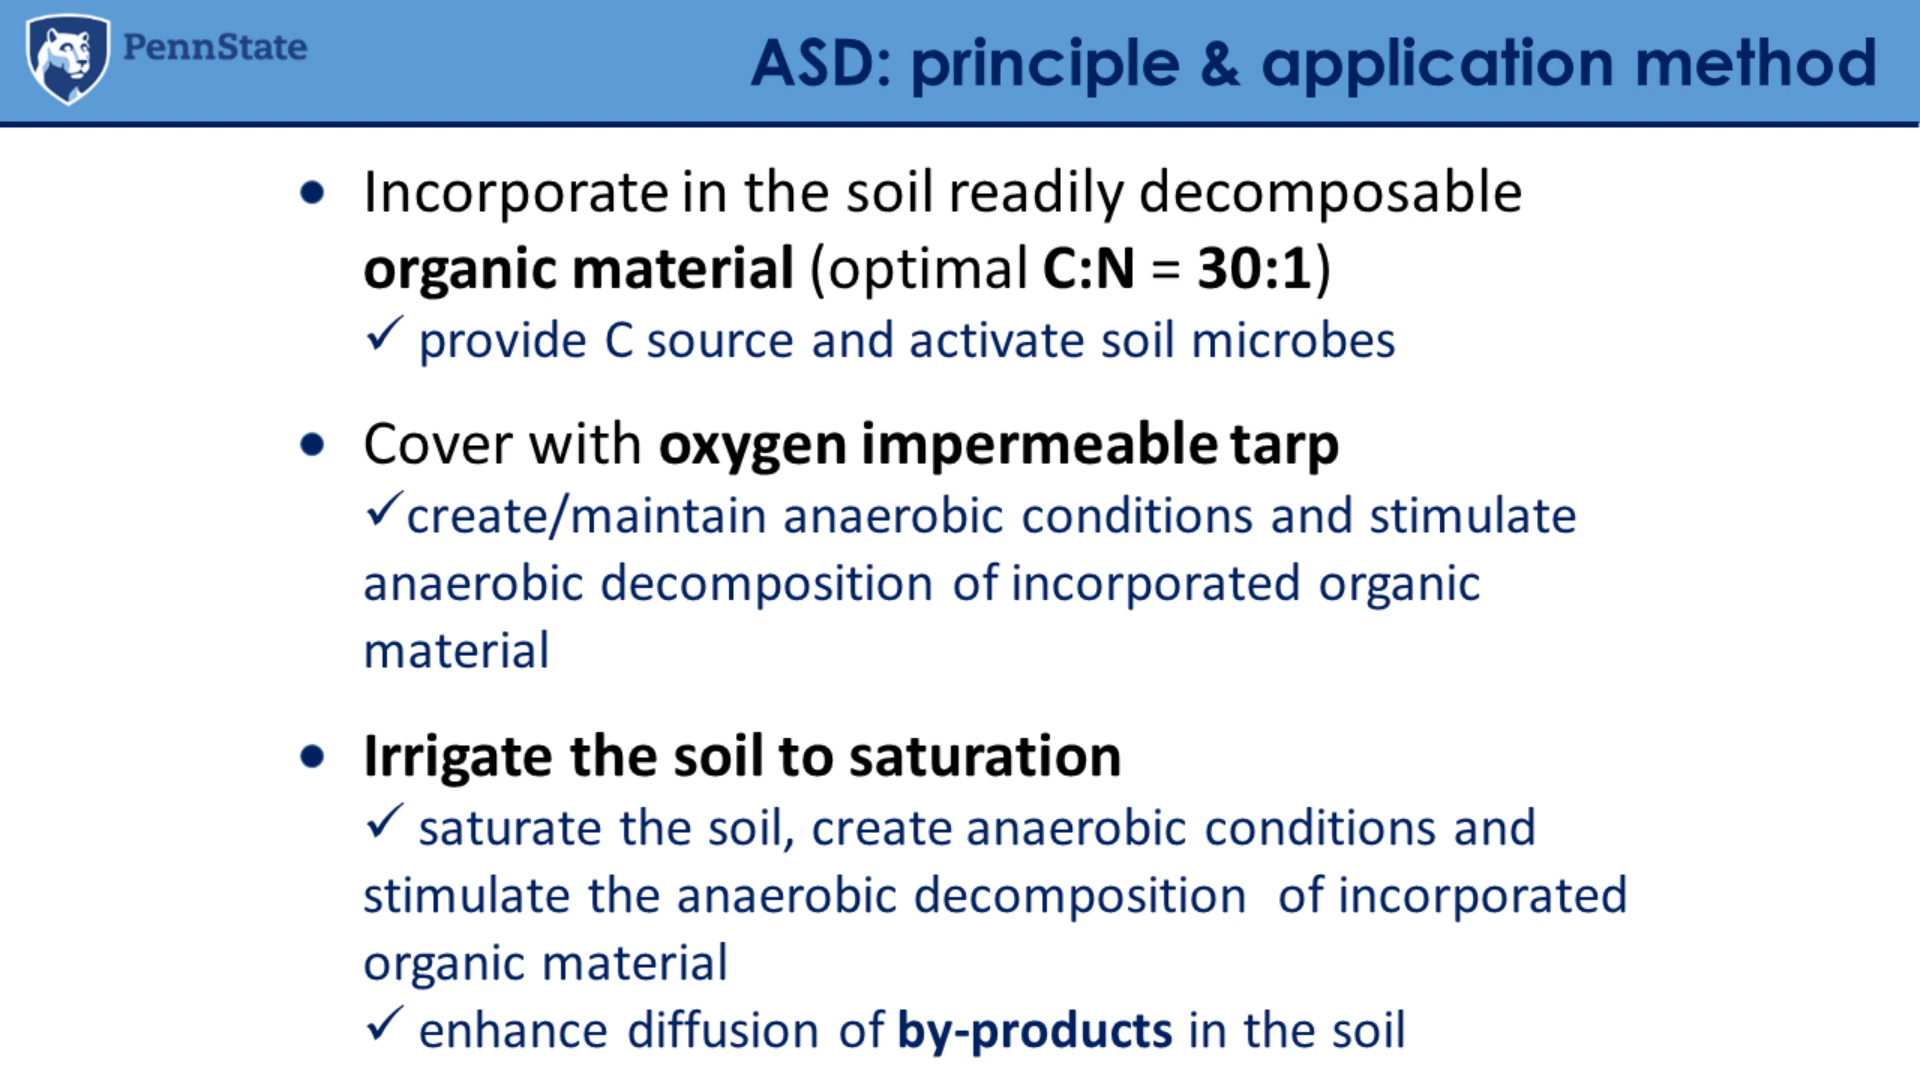 PennState
ASD: principle & application method
• Incorporate in the soil readily decomposable
organic material (optimal C:N = 30:1)
✓ provide C source and activate soil microbes
• Cover with oxygen impermeable tarp
✓create/maintain anaerobic conditions and stimulate
anaerobic decomposition of incorporated organic
material
• Irrigate the soil to saturation
✓ saturate the soil, create anaerobic conditions and
stimulate the anaerobic decomposition of incorporated
organic material
✓ enhance diffusion of by-products in the soil